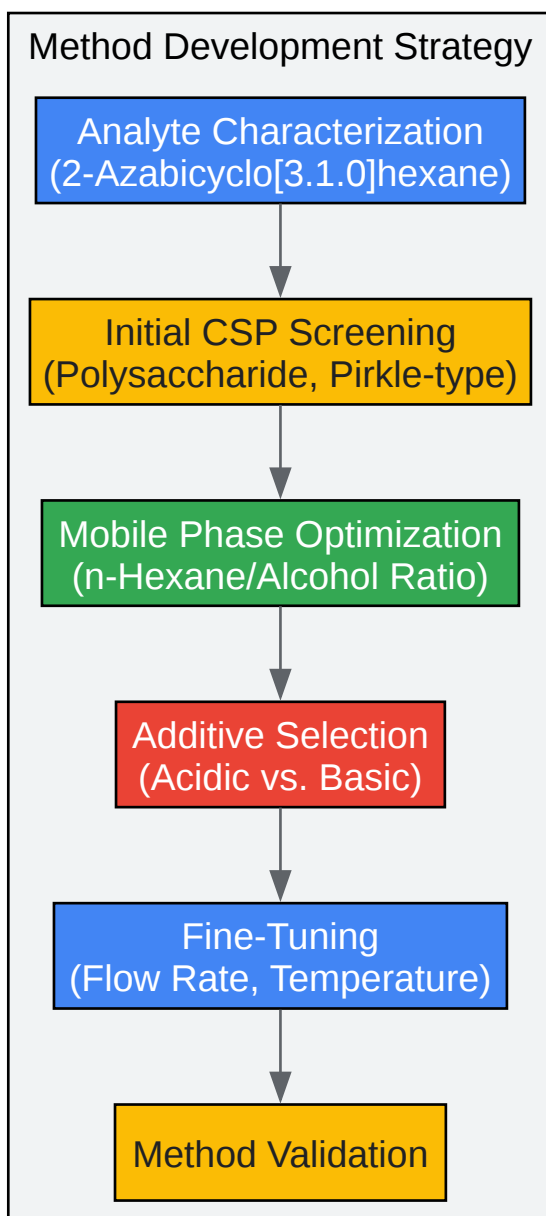 Method Development Strategy
Analyte Characterization
(2-Azabicyclo[3.1.0]hexane)
Initial CSP Screening
(Polysaccharide, Pirkle-type)
Mobile Phase Optimization
(n-Hexane/Alcohol Ratio)
Additive Selection
(Acidic vs. Basic)
Fine-Tuning
(Flow Rate, Temperature)
Method Validation